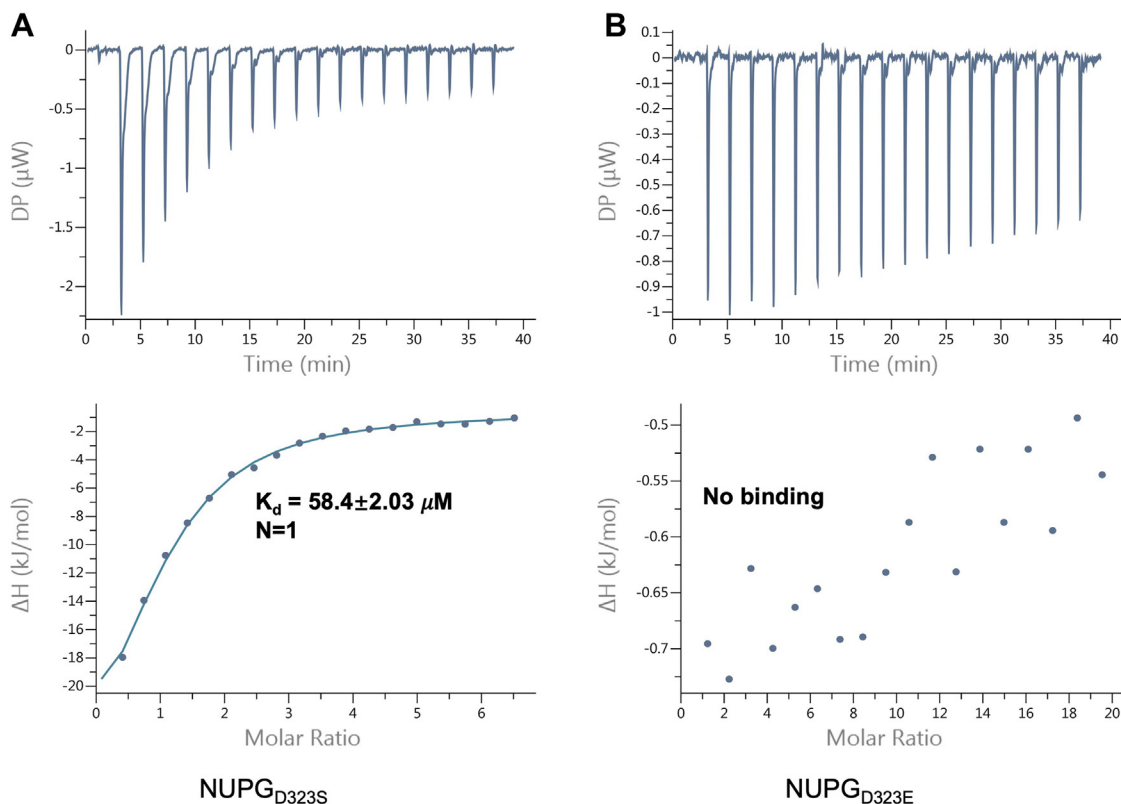 A
0
-0.5
-1
-1.5
-2
DP (µW)
0 5 10 15 20 25 30 35 40
Time (min)
B
0.1
0
-0.1
-0.2
-0.3
-0.4
-0.5
-0.6
-0.7
-0.8
-0.9
-1
DP (µW)
0 5 10 15 20 25 30 35 40
Time (min)
-2
-4
-6
-8
-10
-12
-14
-16
-18
-20
ΔH (kJ/mol)
Kd = 58.4±2.03 µM
N=1
0 1 2 3 4 5 6
Molar Ratio
NUPGD323S
-0.5
-0.55
-0.6
-0.65
-0.7
ΔH (kJ/mol)
No binding
0 2 4 6 8 10 12 14 16 18 20
Molar Ratio
NUPGD323E